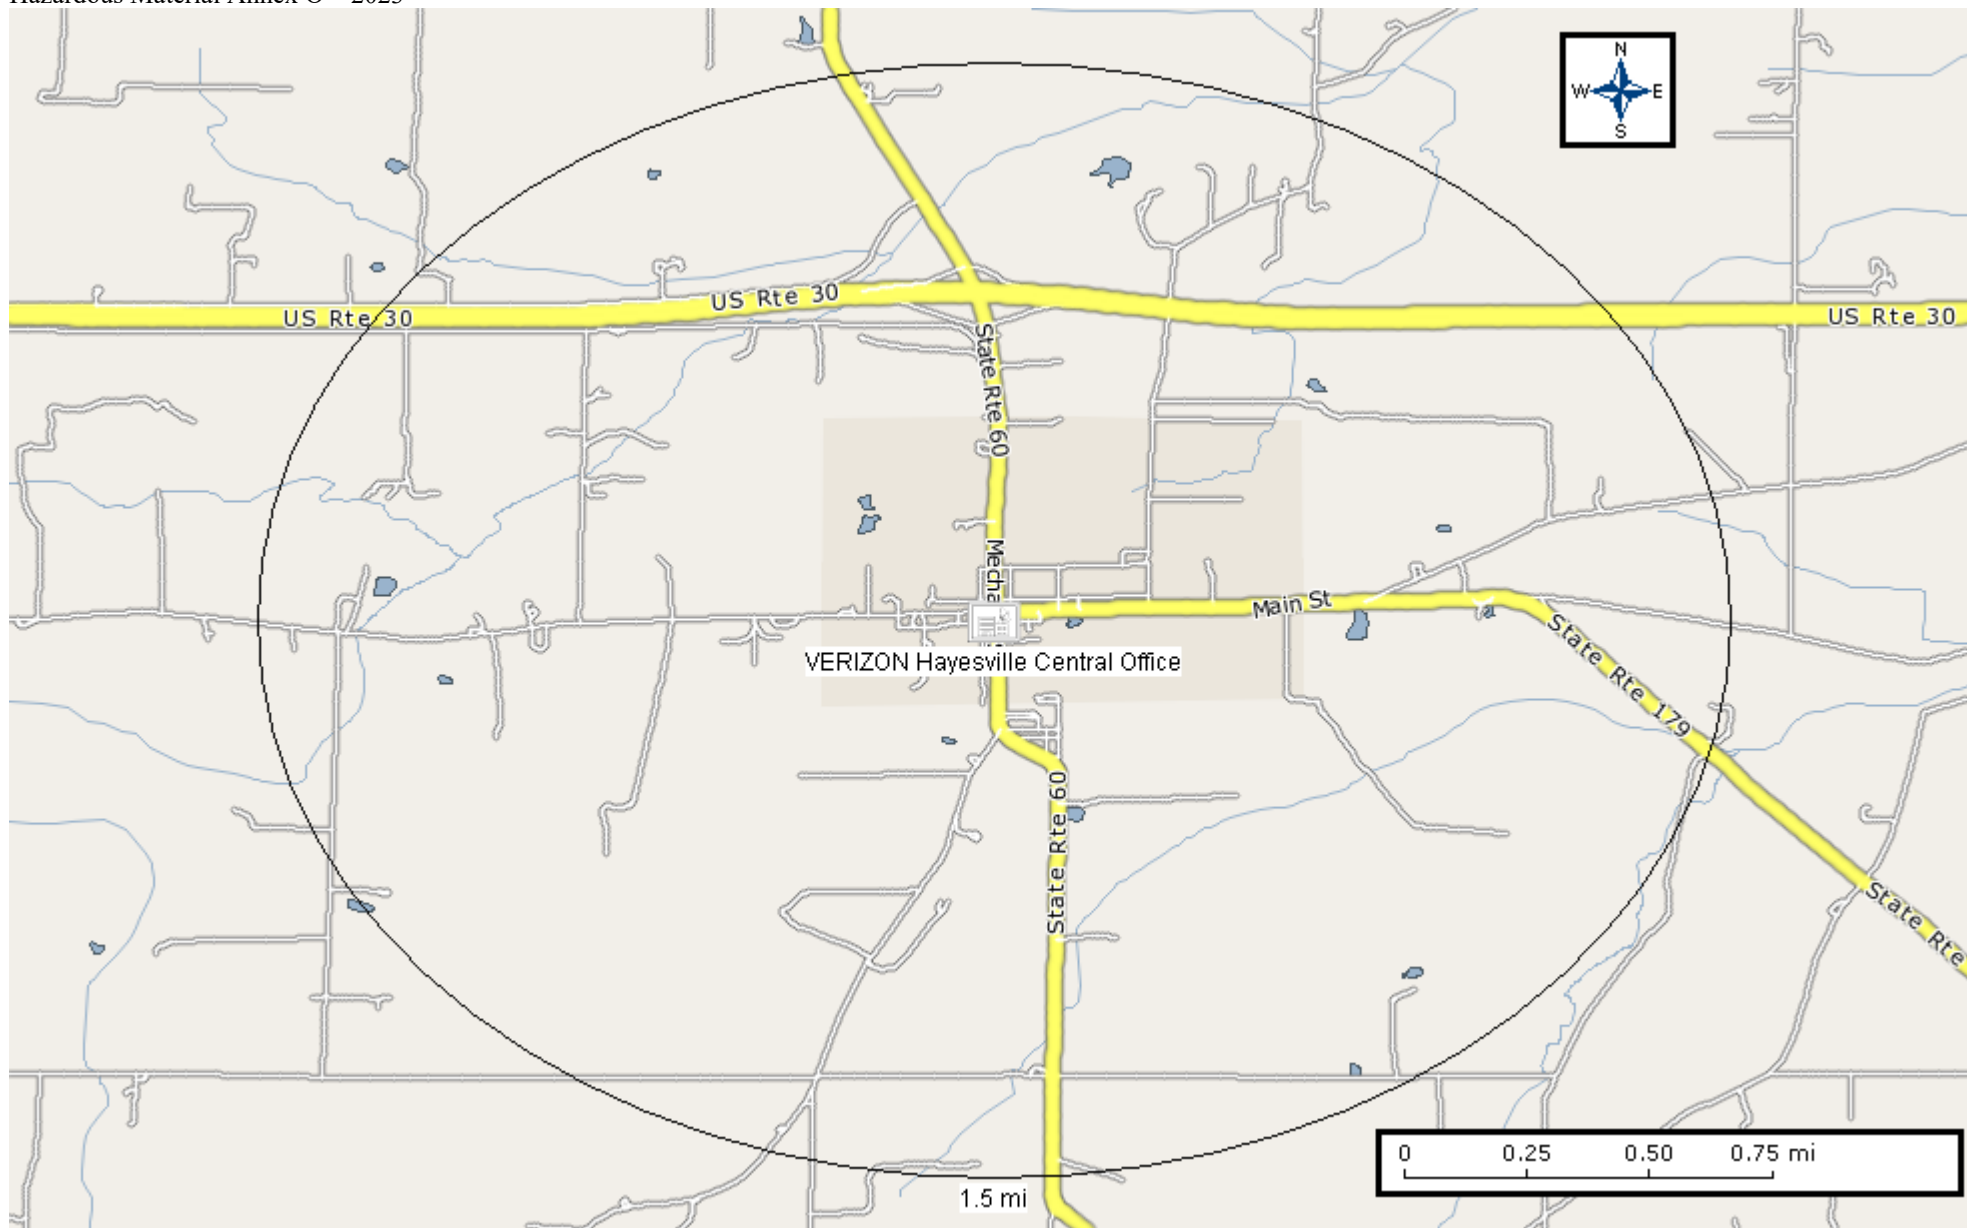 N
W E
S
US Rte 30
US Rte 30
US Rte 30
State Rte 60
Mecha
Main St
State Rte 179
VERIZON Hayesville Central Office
State Rte 60
State Rte
0 0.25 0.50 0.75 mi
1.5 mi